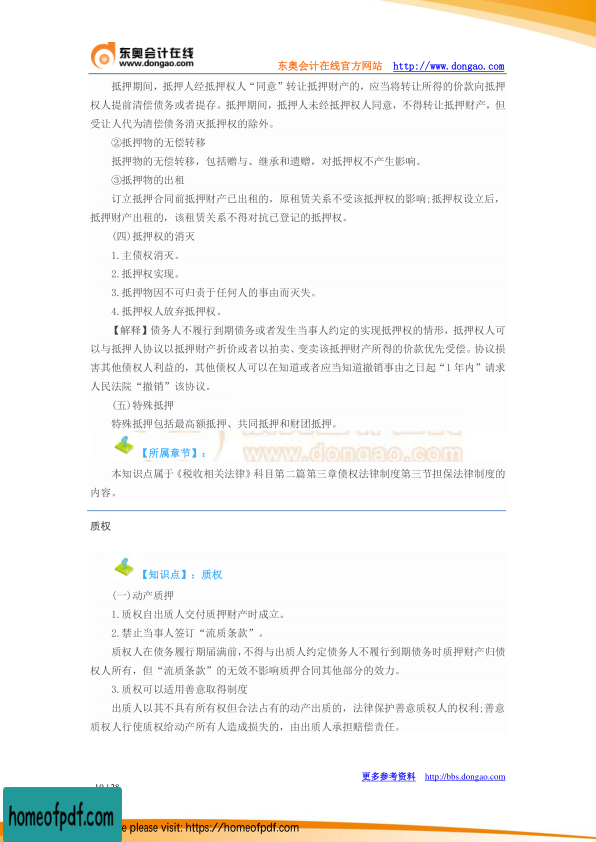 东奥会计在线
www.dongao.com
东奥会计在线官方网站 http://www.dongao.com
抵押期间，抵押人经抵押权人“同意”转让抵押财产的，应当将转让所得的价款向抵押
权人提前清偿债务或者提存。抵押期间，抵押人未经抵押权人同意，不得转让抵押财产，但
受让人代为清偿债务消灭抵押权的除外。
②抵押物的无偿转移
抵押物的无偿转移，包括赠与、继承和遗赠，对抵押权不产生影响。
③抵押物的出租
订立抵押合同前抵押财产已出租的，原租赁关系不受该抵押权的影响;抵押权设立后，
抵押财产出租的，该租赁关系不得对抗已登记的抵押权。
(四)抵押权的消灭
1.主债权消灭。
2.抵押权实现。
3.抵押物因不可归责于任何人的事由而灭失。
4.抵押权人放弃抵押权。
【解释】债务人不履行到期债务或者发生当事人约定的实现抵押权的情形，抵押权人可
以与抵押人协议以抵押财产折价或者以拍卖、变卖该抵押财产所得的价款优先受偿。协议损
害其他债权人利益的，其他债权人可以在知道或者应当知道撤销事由之日起“1 年内”请求
人民法院“撤销”该协议。
(五)特殊抵押
特殊抵押包括最高额抵押、共同抵押和财团抵押。
www.dongao.com
【所属章节】：
本知识点属于《税收相关法律》科目第二篇第三章债权法律制度第三节担保法律制度的
内容。
质权
【知识点】：质权
(一)动产质押
1.质权自出质人交付质押财产时成立。
2.禁止当事人签订“流质条款”。
质权人在债务履行期届满前,不得与出质人约定债务人不履行到期债务时质押财产归债
权人所有，但“流质条款”的无效不影响质押合同其他部分的效力。
3.质权可以适用善意取得制度
出质人以其不具有所有权但合法占有的动产出质的，法律保护善意质权人的权利;善意
质权人行使质权给动产所有人造成损失的，由出质人承担赔偿责任。
更多参考资料 http://bbs.dongao.com
homeofpdf.com
e please visit: https://homeofpdf.com